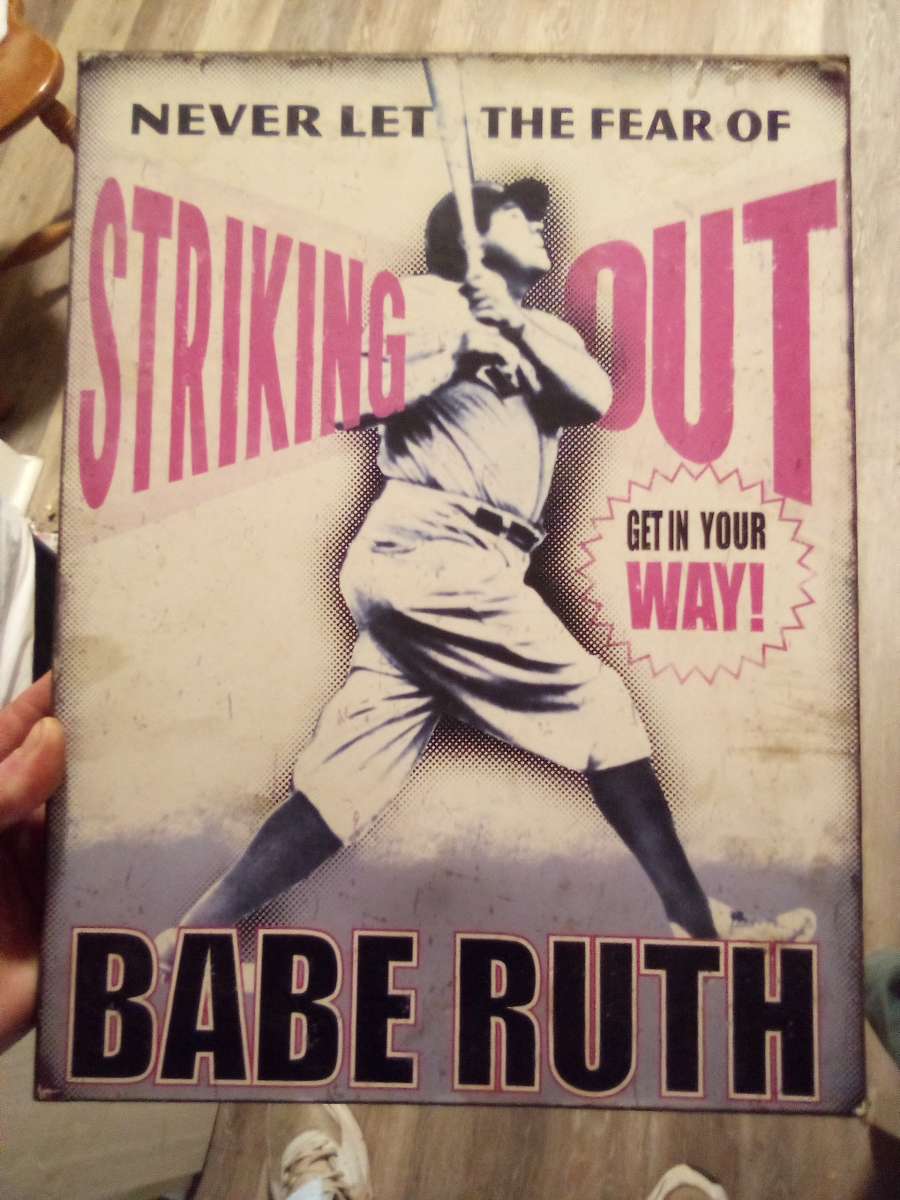 NEVER LET THE FEAR OF
STRIKING OUT
GET IN YOUR
WAY!
BABE RUTH